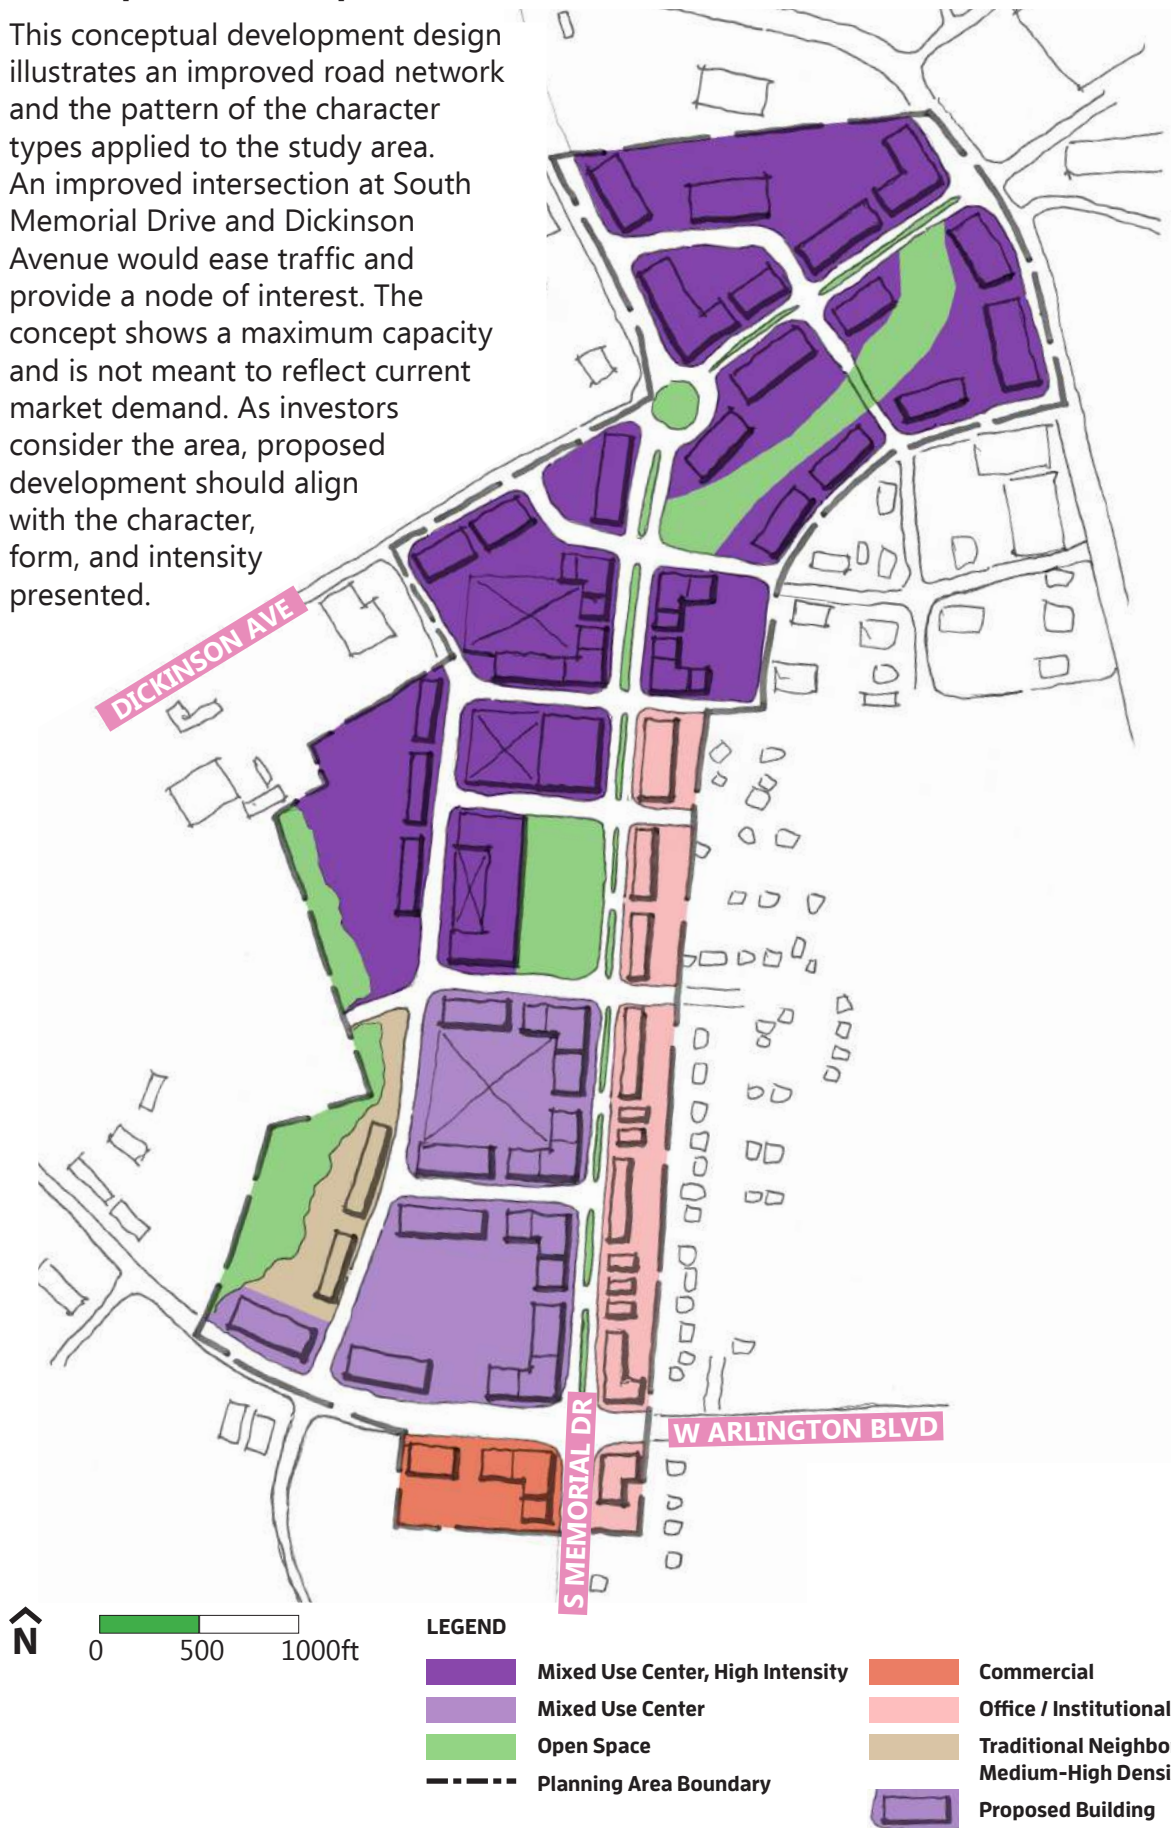 This conceptual development design
illustrates an improved road network
and the pattern of the character
types applied to the study area.
An improved intersection at South
Memorial Drive and Dickinson
Avenue would ease traffic and
provide a node of interest. The
concept shows a maximum capacity
and is not meant to reflect current
market demand. As investors
consider the area, proposed
development should align
with the character,
form, and intensity
presented.
DICKINSON AVE
W ARLINGTON BLVD
S MEMORIAL DR
N
0 500 1000ft
LEGEND
Mixed Use Center, High Intensity
Mixed Use Center
Open Space
Planning Area Boundary
Commercial
Office / Institutional
Traditional
Medium-High
Proposed Building